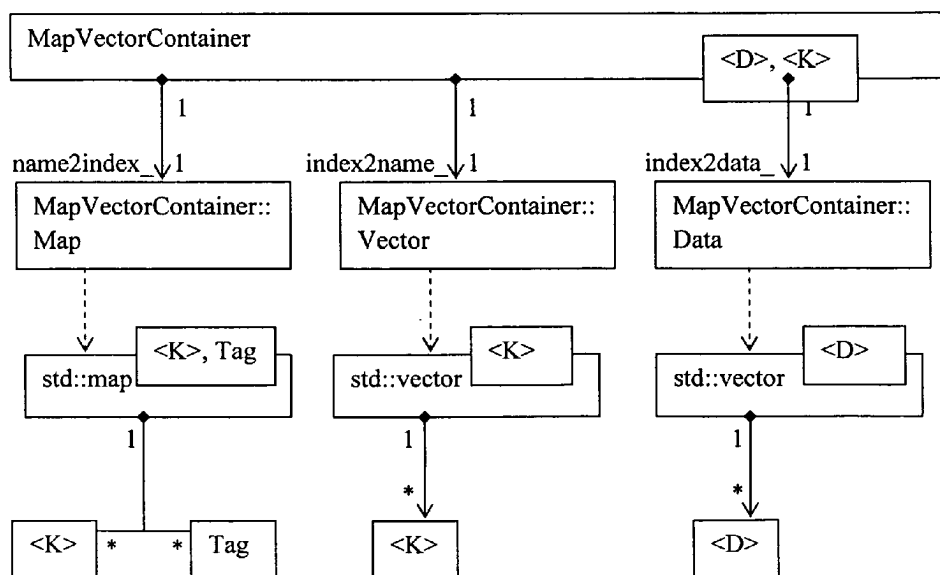 MapVectorContainer
<D>, <K>
1 1 1
name2index_ 1 index2name_ 1 index2data_ 1
MapVectorContainer:: MapVectorContainer:: MapVectorContainer::
Map Vector Data
<K>, Tag <K> <D>
std::map std::vector std::vector
1 1 1
* *
<K> * * Tag <K> <D>